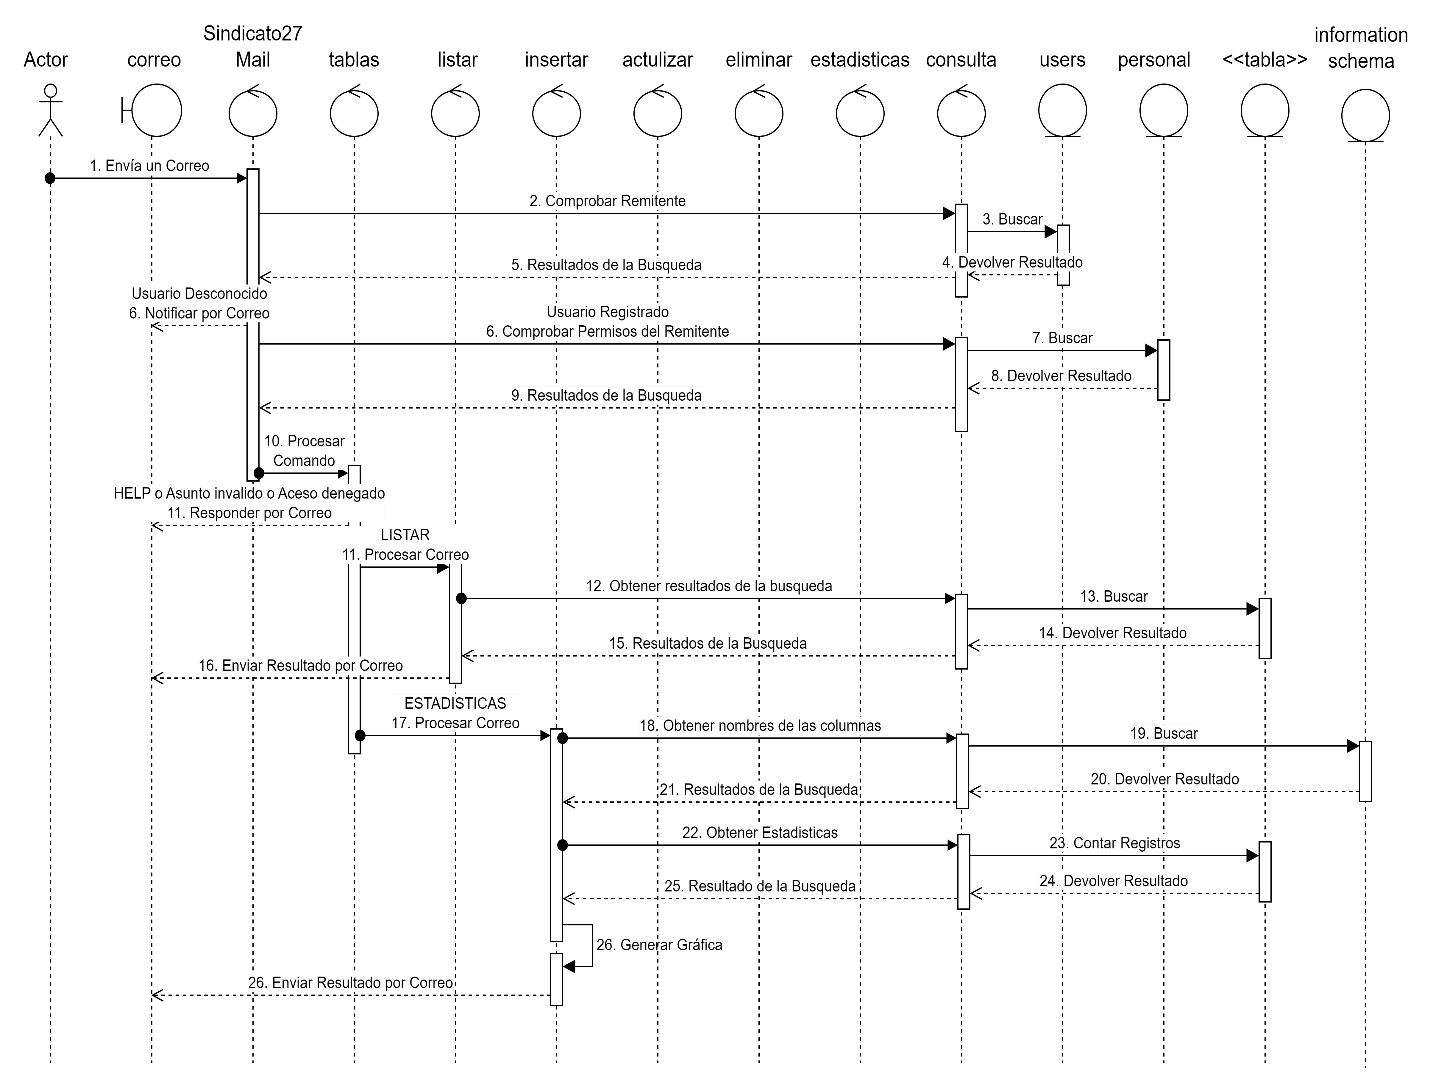 Actor
correo
Sindicato27
Mail
tablas
listar
insertar
actulizar
eliminar
estadisticas
consulta
users
personal
<<tabla>>
information
schema
1. Envía un Correo
2. Comprobar Remitente
3. Buscar
4. Devolver Resultado
5. Resultados de la Busqueda
Usuario Desconocido
6. Notificar por Correo
Usuario Registrado
6. Comprobar Permisos del Remitente
7. Buscar
8. Devolver Resultado
9. Resultados de la Busqueda
10. Procesar
Comando
HELP o Asunto invalido o Aceso denegado
11. Responder por Correo
LISTAR
11. Procesar Correo
12. Obtener resultados de la busqueda
13. Buscar
14. Devolver Resultado
15. Resultados de la Busqueda
16. Enviar Resultado por Correo
ESTADISTICAS
17. Procesar Correo
18. Obtener nombres de las columnas
19. Buscar
20. Devolver Resultado
21. Resultados de la Busqueda
22. Obtener Estadisticas
23. Contar Registros
24. Devolver Resultado
25. Resultado de la Busqueda
26. Generar Gráfica
26. Enviar Resultado por Correo